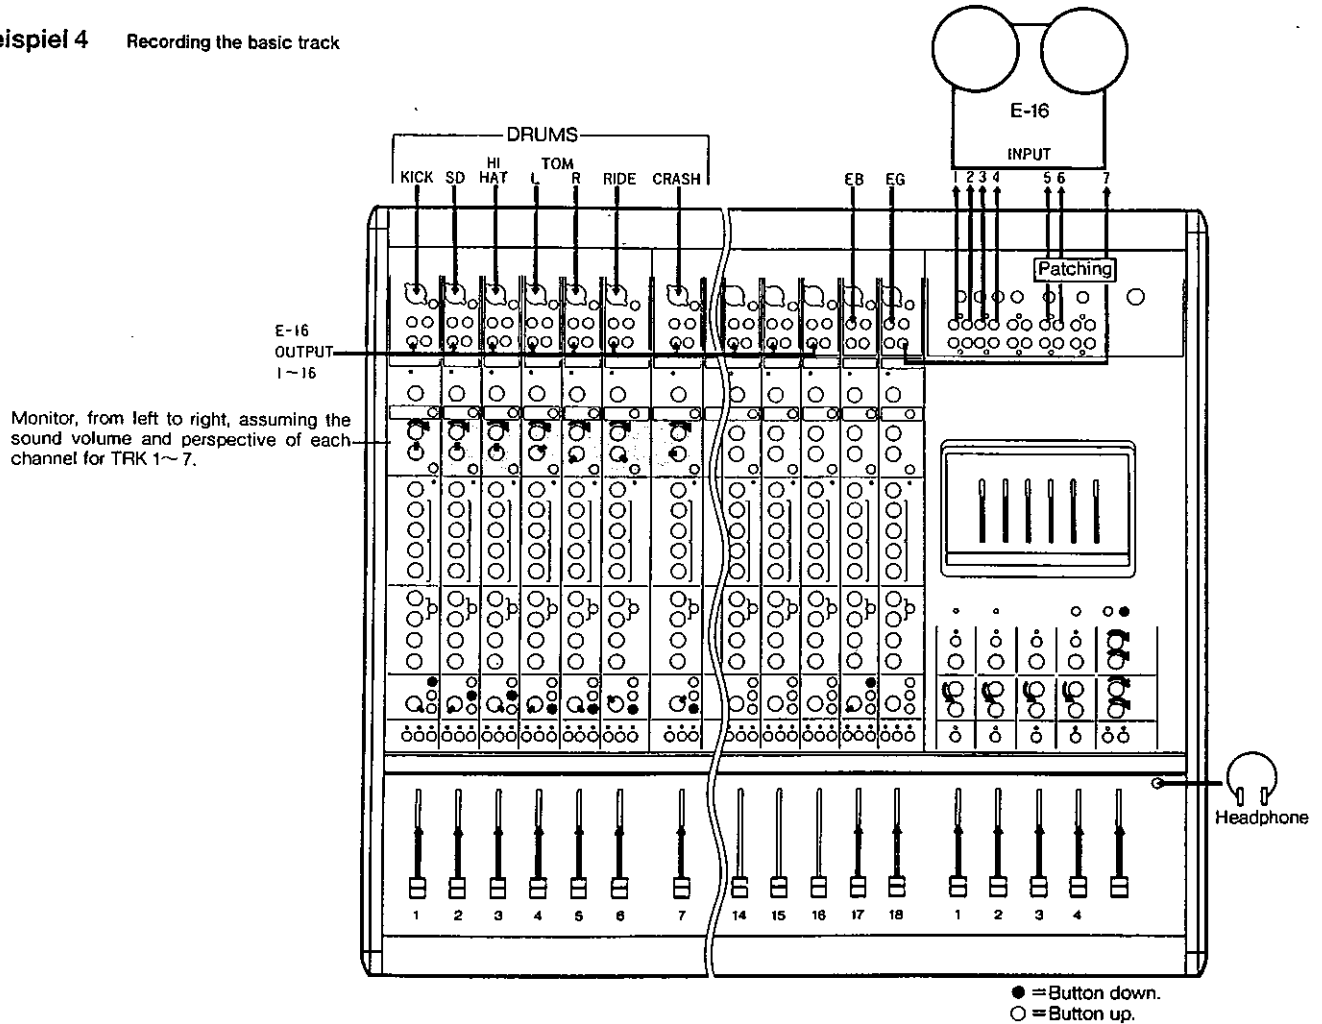 eispiel 4 Recording the basic track
E-16
INPUT
1 2 3 4 5 6 7
DRUMS
KICK SD HI HAT TOM L R RIDE CRASH EB EG
Patching
E-16
OUTPUT
1~16
Monitor, from left to right, assuming the
sound volume and perspective of each
channel for TRK 1~7.
Headphone
1 2 3 4 5 6 7 14 15 16 17 18 1 2 3 4
● =Button down.
○ =Button up.